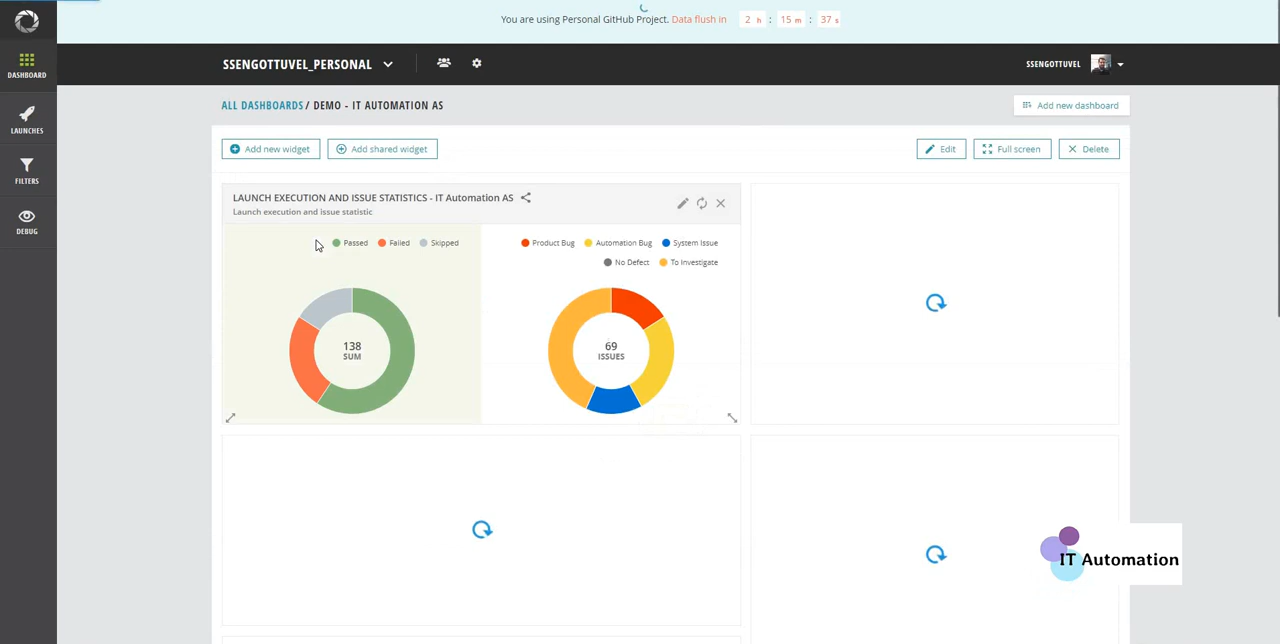 You are using Personal GitHub Project. Data flush in 2 h : 15 m : 37 s
SSENGOTTUVEL_PERSONAL
SSENGOTTUVEL
DASHBOARD
LAUNCHES
FILTERS
DEBUG
ALL DASHBOARDS / DEMO - IT AUTOMATION AS
Add new dashboard
Add new widget
Add shared widget
Edit
Full screen
Delete
LAUNCH EXECUTION AND ISSUE STATISTICS - IT Automation AS
Launch execution and issue statistic
Passed Failed Skipped
Product Bug Automation Bug System Issue
No Defect To Investigate
138
SUM
69
ISSUES
IT Automation